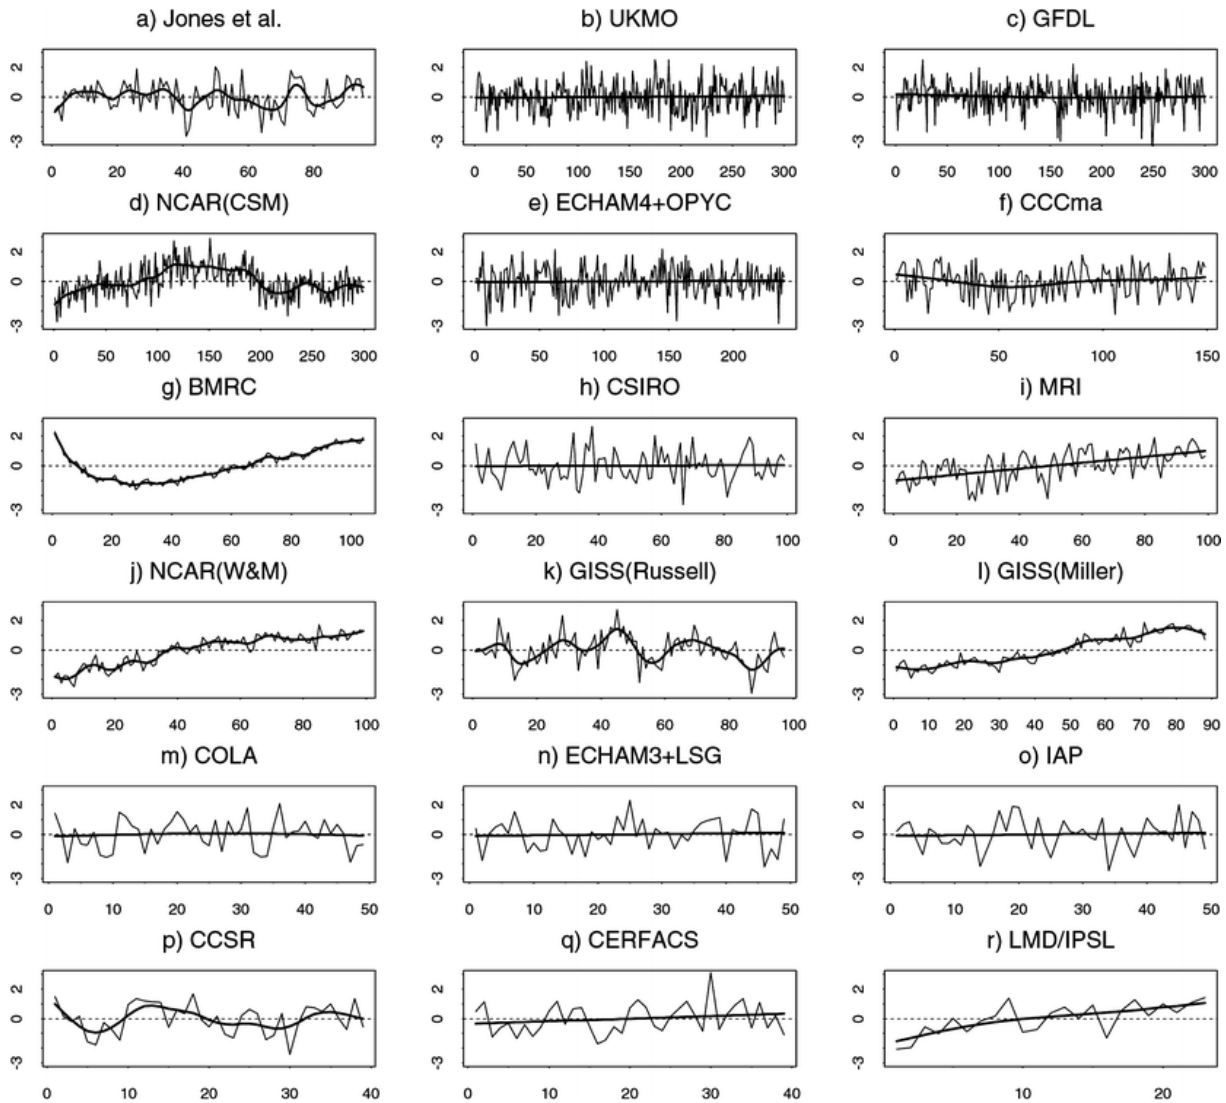 a) Jones et al. b) UKMO c) GFDL
2 2 2
0 0 0
-3 -3 -3
0 20 40 60 80 0 50 100 150 200 250 300 0 50 100 150 200 250 300
d) NCAR(CSM) e) ECHAM4+OPYC f) CCCma
2 2 2
0 0 0
-3 -3 -3
0 50 100 150 200 250 300 0 50 100 150 200 0 50 100 150
g) BMRC h) CSIRO i) MRI
2 2 2
0 0 0
-3 -3 -3
0 20 40 60 80 100 0 20 40 60 80 100 0 20 40 60 80 100
j) NCAR(W&M) k) GISS(Russell) l) GISS(Miller)
2 2 2
0 0 0
-3 -3 -3
0 20 40 60 80 100 0 20 40 60 80 100 0 10 20 30 40 50 60 70 80 90
m) COLA n) ECHAM3+LSG o) IAP
2 2 2
0 0 0
-3 -3 -3
0 10 20 30 40 50 0 10 20 30 40 50 0 10 20 30 40 50
p) CCSR q) CERFACS r) LMD/IPSL
2 2 2
0 0 0
-3 -3 -3
0 10 20 30 40 0 10 20 30 40 10 20